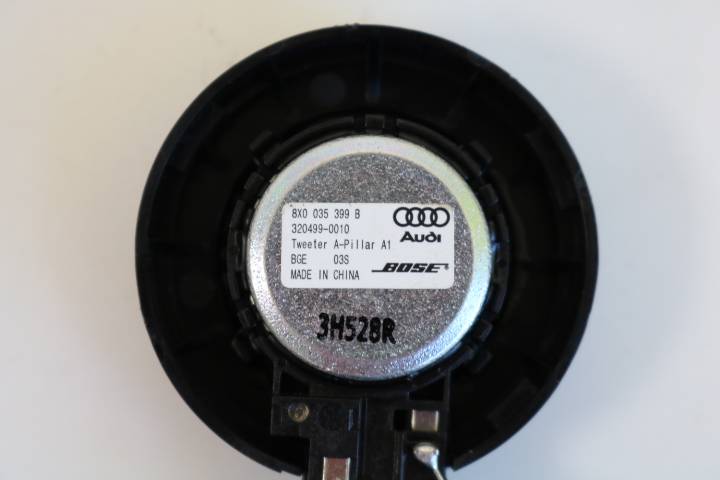 8X0 035 399 B
320499-0010
Tweeter A-Pillar A1
BGE 03S
MADE IN CHINA
Audi
BOSE
3H528R